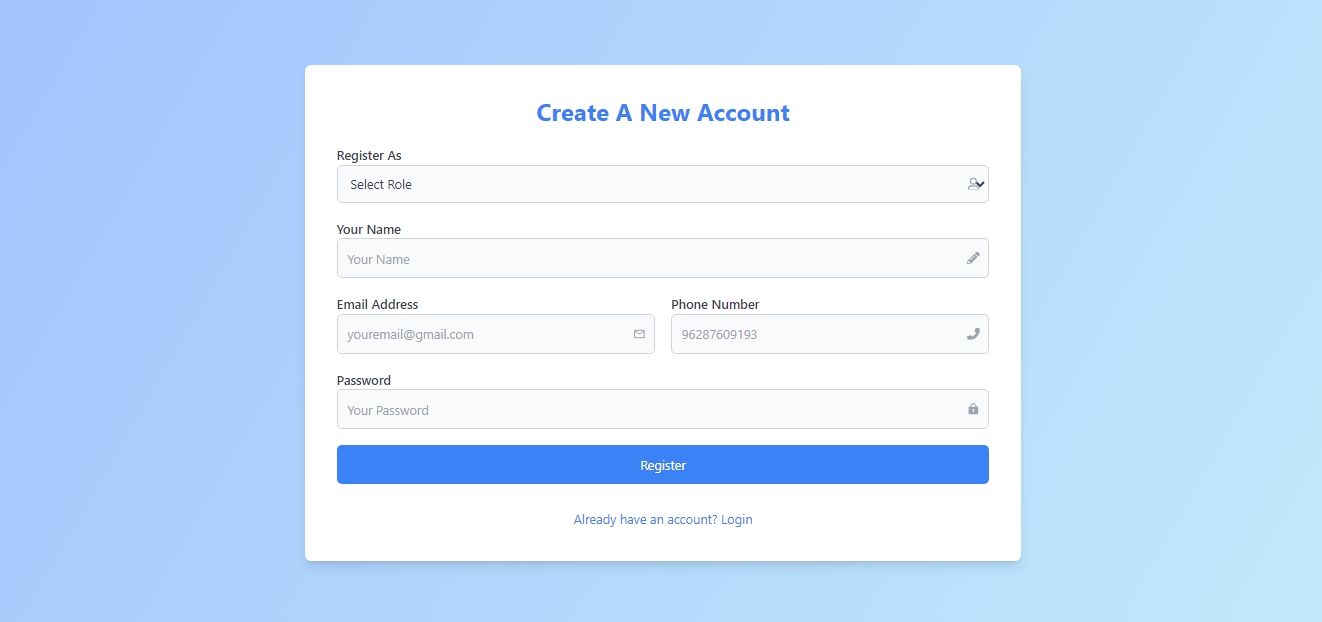 Create A New Account
Register As
Select Role
Your Name
Your Name
Email Address
Phone Number
youremail@gmail.com
96287609193
Password
Your Password
Register
Already have an account? Login